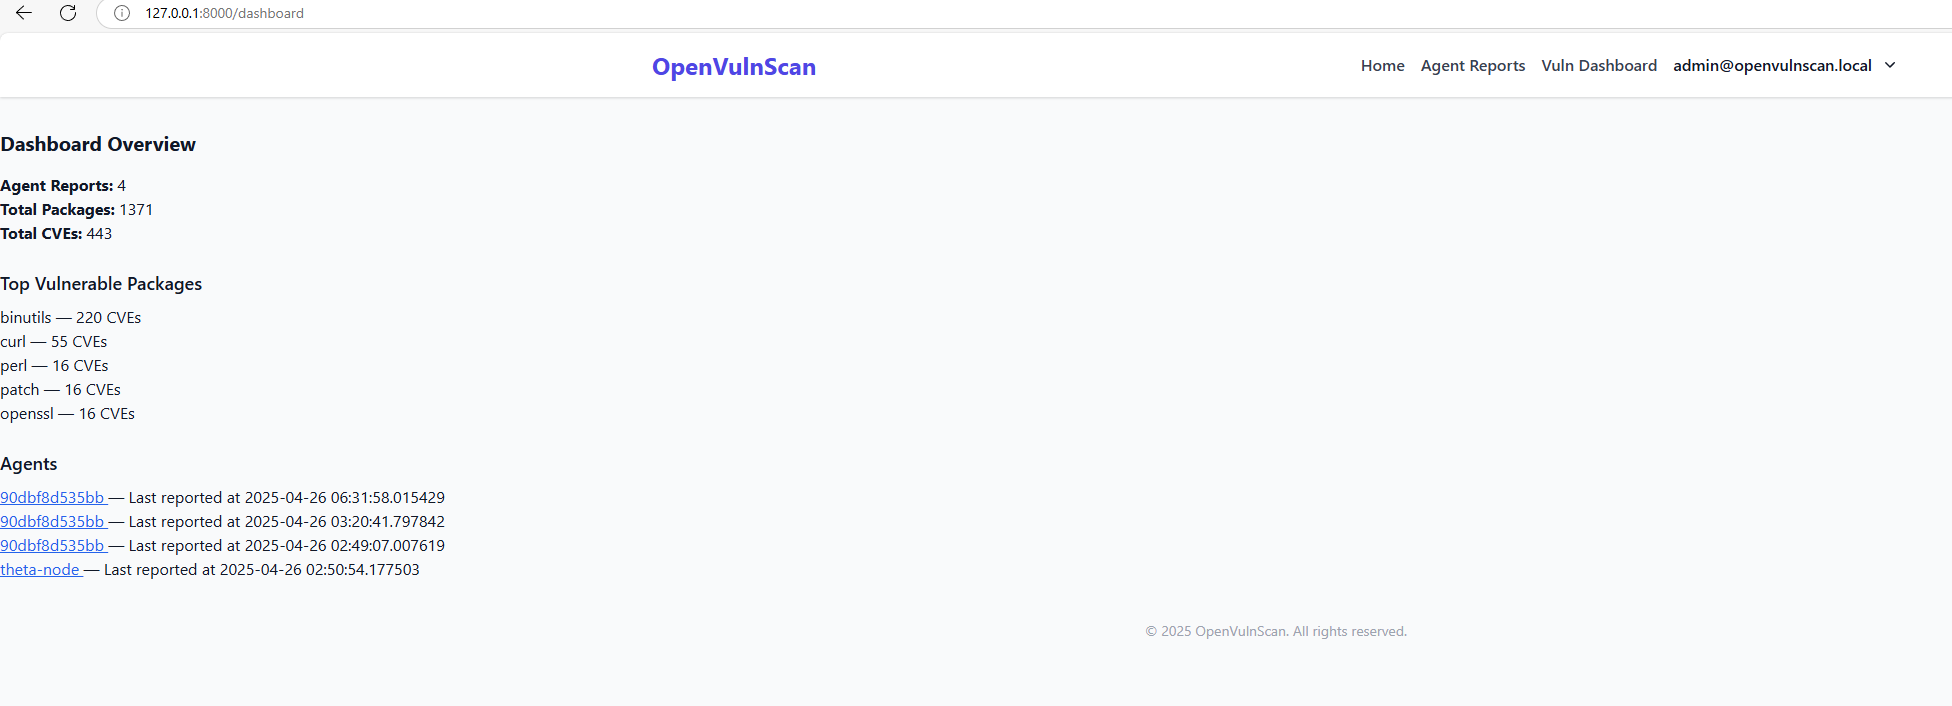 127.0.0.1:8000/dashboard
OpenVulnScan
Home Agent Reports Vuln Dashboard admin@openvulnscan.local
Dashboard Overview
Agent Reports: 4
Total Packages: 1371
Total CVEs: 443
Top Vulnerable Packages
binutils — 220 CVEs
curl — 55 CVEs
perl — 16 CVEs
patch — 16 CVEs
openssl — 16 CVEs
Agents
90dbf8d535bb — Last reported at 2025-04-26 06:31:58.015429
90dbf8d535bb — Last reported at 2025-04-26 03:20:41.797842
90dbf8d535bb — Last reported at 2025-04-26 02:49:07.007619
theta-node — Last reported at 2025-04-26 02:50:54.177503
© 2025 OpenVulnScan. All rights reserved.